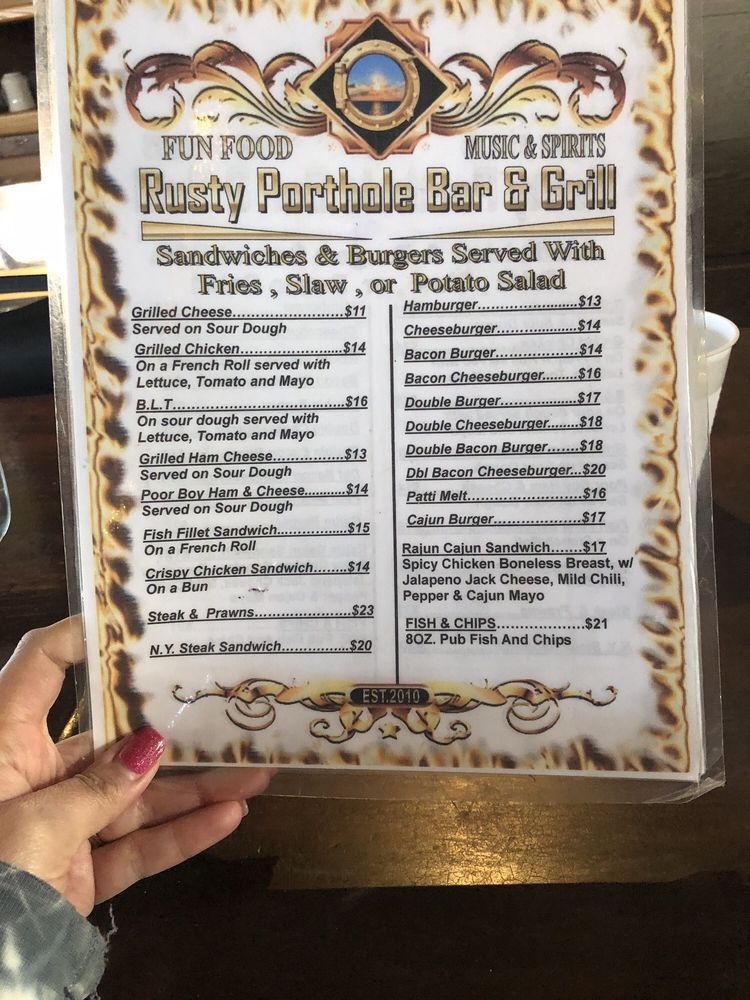 FUN FOOD
MUSIC & SPIRITS
Rusty Porthole Bar & Grill
Sandwiches & Burgers Served With
Fries , Slaw , or Potato Salad
Grilled Cheese.......................$11
Served on Sour Dough
Grilled Chicken.....................$14
On a French Roll served with
Lettuce, Tomato and Mayo
B.L.T....................................$16
On sour dough served with
Lettuce, Tomato and Mayo
Grilled Ham Cheese.............$13
Served on Sour Dough
Poor Boy Ham & Cheese...........$14
Served on Sour Dough
Fish Fillet Sandwich.............$15
On a French Roll
Crispy Chicken Sandwich......$14
On a Bun
Steak & Prawns....................$23
N.Y. Steak Sandwich..............$20
Hamburger......................$13
Cheeseburger.................$14
Bacon Burger.................$14
Bacon Cheeseburger........$16
Double Burger................$17
Double Cheeseburger.......$18
Double Bacon Burger.......$18
Dbl Bacon Cheeseburger...$20
Patti Melt.......................$16
Cajun Burger..................$17
Rajun Cajun Sandwich.......$17
Spicy Chicken Boneless Breast, w/
Jalapeno Jack Cheese, Mild Chili,
Pepper & Cajun Mayo
FISH & CHIPS..................$21
8OZ. Pub Fish And Chips
EST.2010